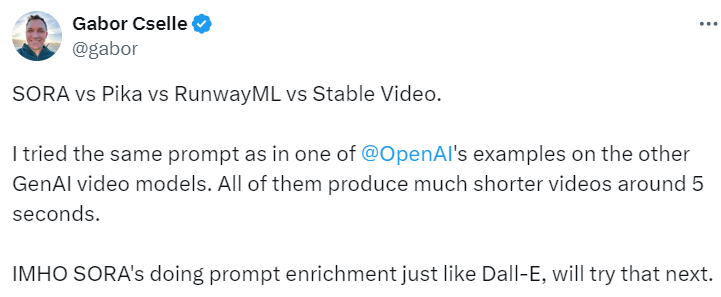 Gabor Cselle
@gabor
SORA vs Pika vs RunwayML vs Stable Video.
I tried the same prompt as in one of @OpenAI's examples on the other
GenAI video models. All of them produce much shorter videos around 5
seconds.
IMHO SORA's doing prompt enrichment just like Dall-E, will try that next.